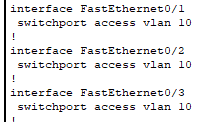 interface FastEthernet0/1
 switchport access vlan 10
!
interface FastEthernet0/2
 switchport access vlan 10
!
interface FastEthernet0/3
 switchport access vlan 10
!